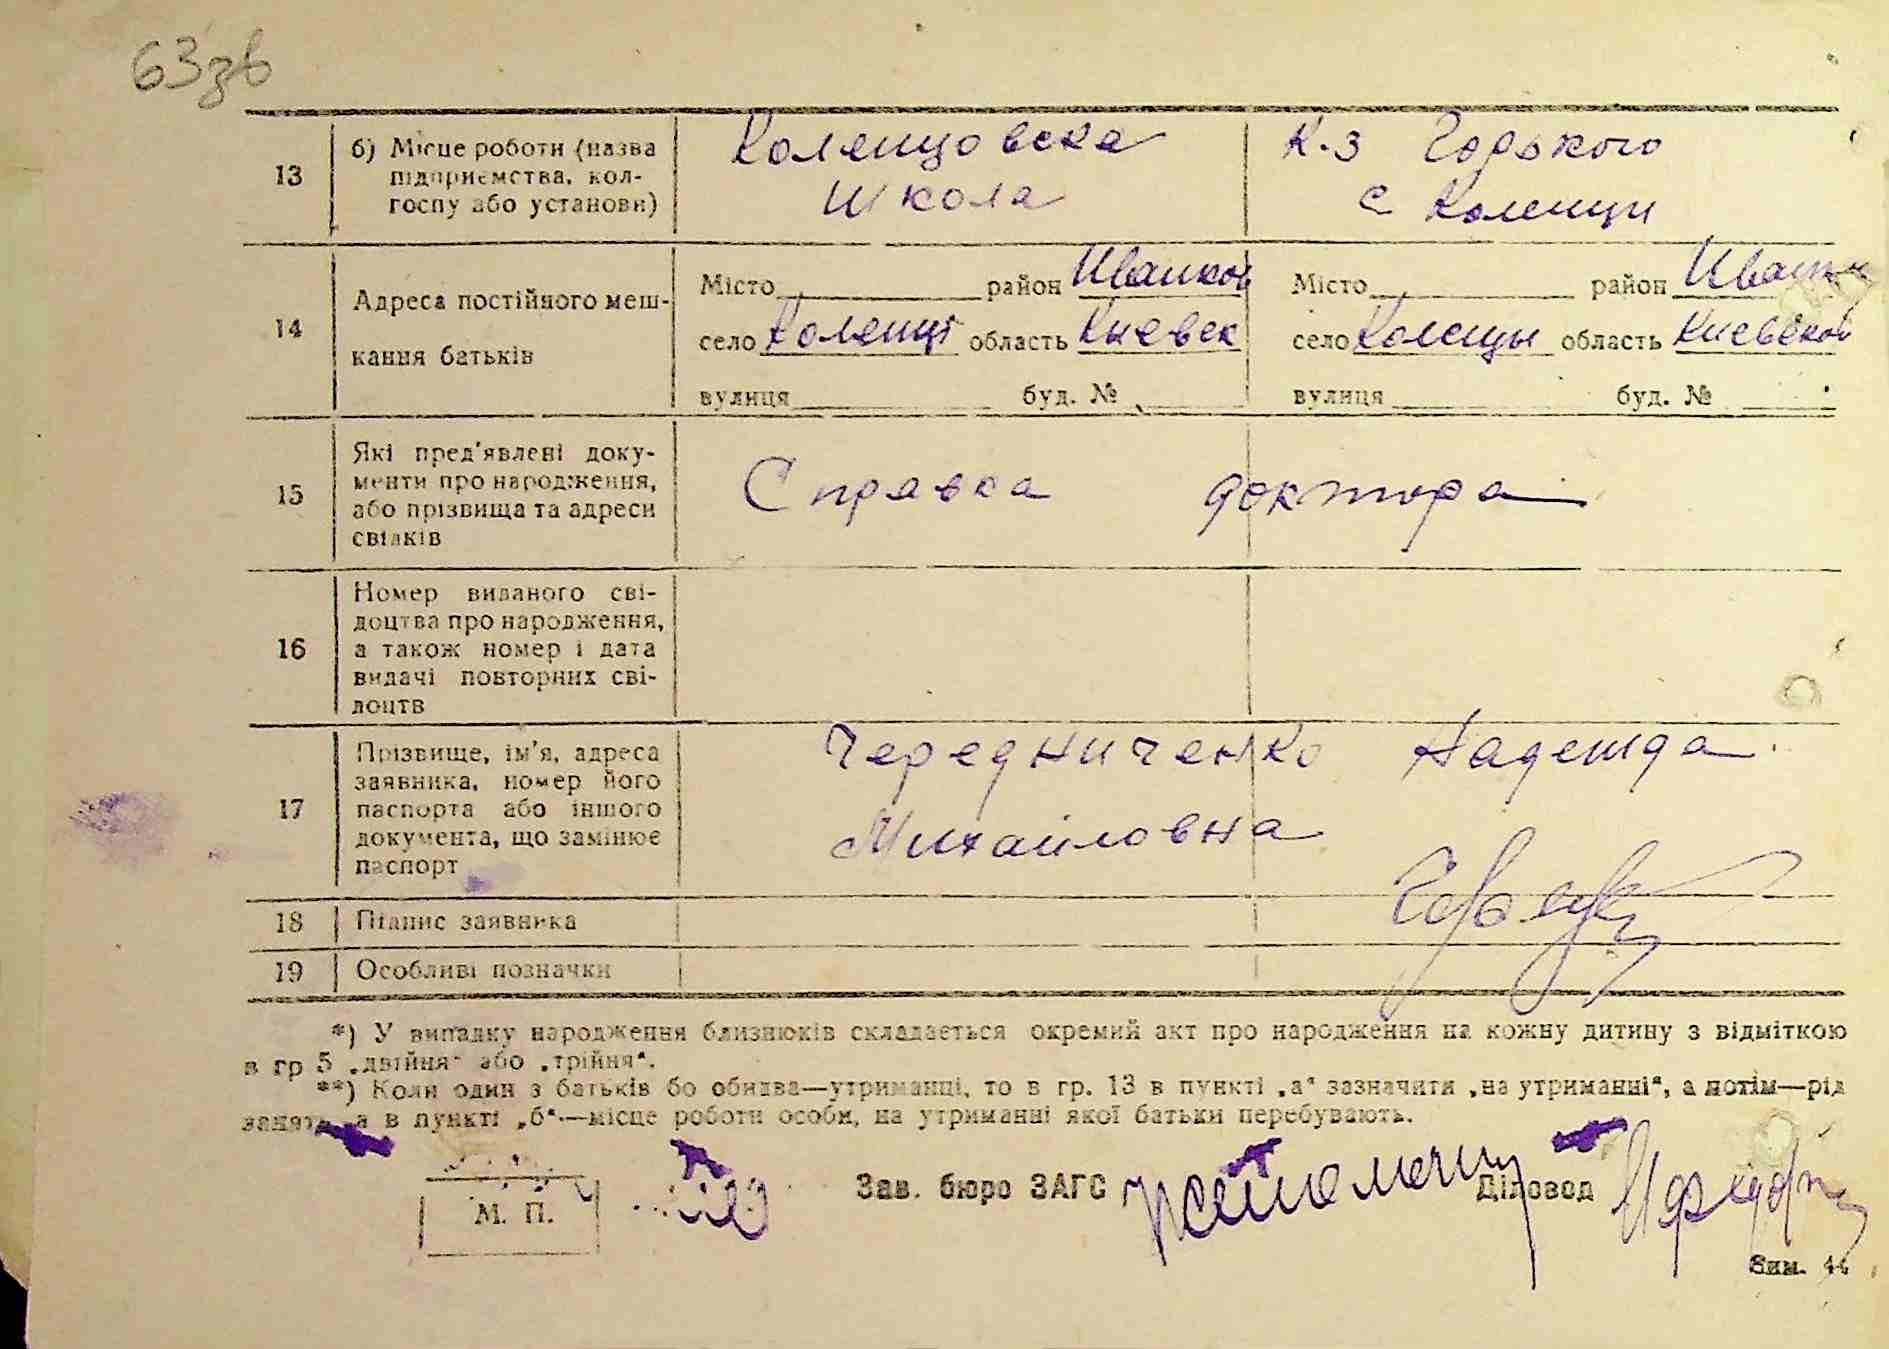 63зв
13
б) Місце роботи (назва
підприємства, кол-
госпу або установи)
Коленцовска
школа
К-з Горького
с Коленци
14
Адреса постійного меш-
кання батьків
Місто район Иванков
село Коленці область Киевск
вулиця буд. №
Місто район Иванк
село Коленцы область Киевской
вулиця буд. №
15
Які пред'явлені доку-
менти про народження,
або прізвища та адреси
свідків
Справка доктора
16
Номер виданого сві-
доцтва про народження,
а також номер і дата
видачі повторних сві-
доцтв
17
Прізвище, ім'я, адреса
заявника, номер його
паспорта або іншого
документа, що замінює
паспорт
Чередниченко Надежда
Михайловна
18
Підпис заявника
19
Особливі позначки
*) У випадку народження близнюків складається окремий акт про народження на кожну дитину з відміткою
в гр 5 „двійня" або „трійня".
**) Коли один з батьків бо обидва—утриманці, то в гр. 13 в пункті „а" зазначити „на утриманні", а потім—рід
занять, а в пункті „б"—місце роботи особи, на утриманні якої батьки перебувають.
М. П.
Зав. бюро ЗАГС
Діловод
Зим. 44